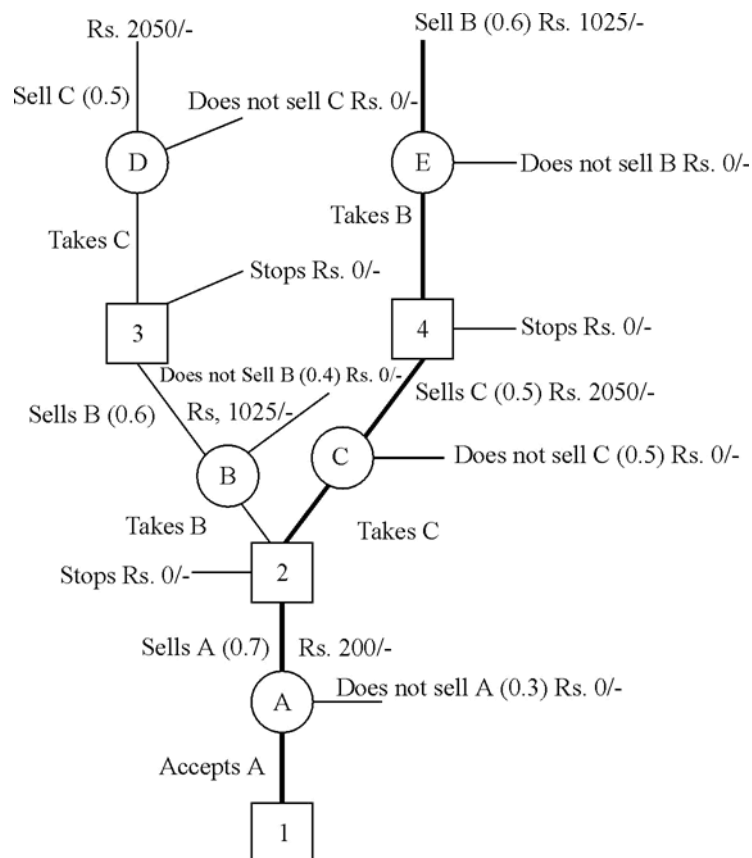 Rs. 2050/-
Sell B (0.6) Rs. 1025/-
Sell C (0.5)
Does not sell C Rs. 0/-
D
E
Does not sell B Rs. 0/-
Takes C
Takes B
Stops Rs. 0/-
3
4
Stops Rs. 0/-
Does not Sell B (0.4) Rs. 0/-
Sells B (0.6)
Rs, 1025/-
Sells C (0.5) Rs. 2050/-
B
C
Does not sell C (0.5) Rs. 0/-
Takes B
Takes C
Stops Rs. 0/-
2
Sells A (0.7)
Rs. 200/-
A
Does not sell A (0.3) Rs. 0/-
Accepts A
1